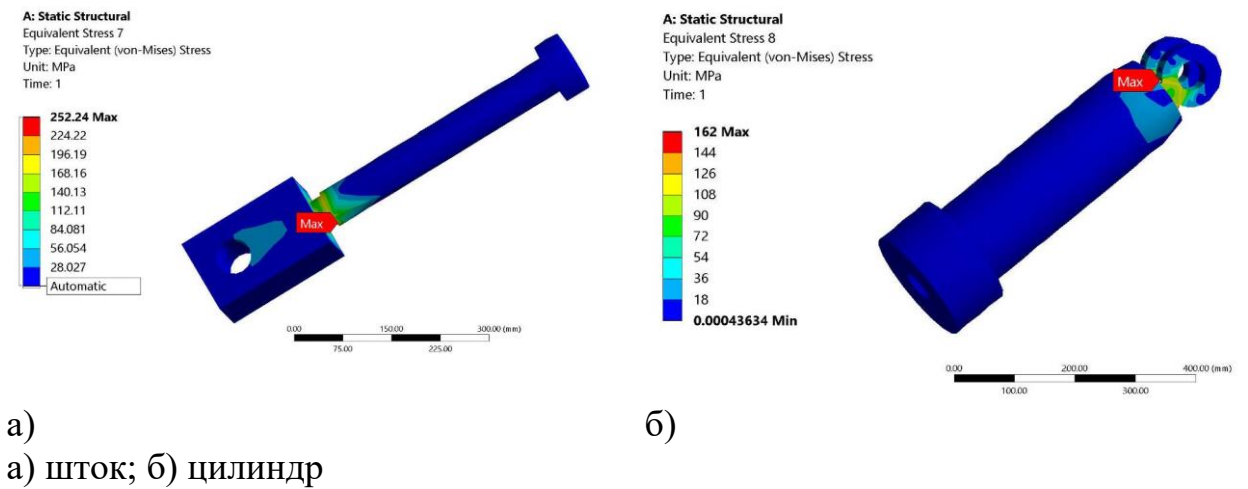 A: Static Structural
Equivalent Stress 7
Type: Equivalent (von-Mises) Stress
Unit: MPa
Time: 1
252.24 Max
224.22
196.19
168.16
140.13
112.11
84.081
56.054
28.027
Automatic
Max
0.00 150.00 300.00 (mm)
75.00 225.00
A: Static Structural
Equivalent Stress 8
Type: Equivalent (von-Mises) Stress
Unit: MPa
Time: 1
162 Max
144
126
108
90
72
54
36
18
0.00043634 Min
Max
0.00 200.00 400.00 (mm)
100.00 300.00
а) б)
а) шток; б) цилиндр